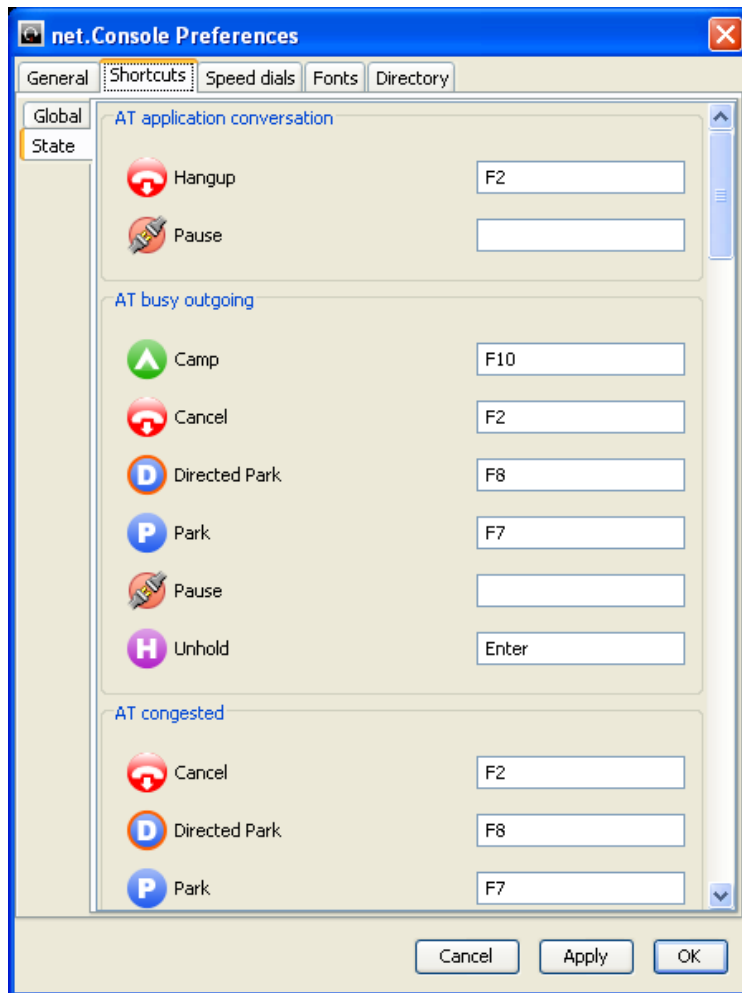 net.Console Preferences
General Shortcuts Speed dials Fonts Directory
Global
State
AT application conversation
Hangup F2
Pause
AT busy outgoing
Camp F10
Cancel F2
D Directed Park F8
P Park F7
Pause
H Unhold Enter
AT congested
Cancel F2
D Directed Park F8
P Park F7
Cancel Apply OK